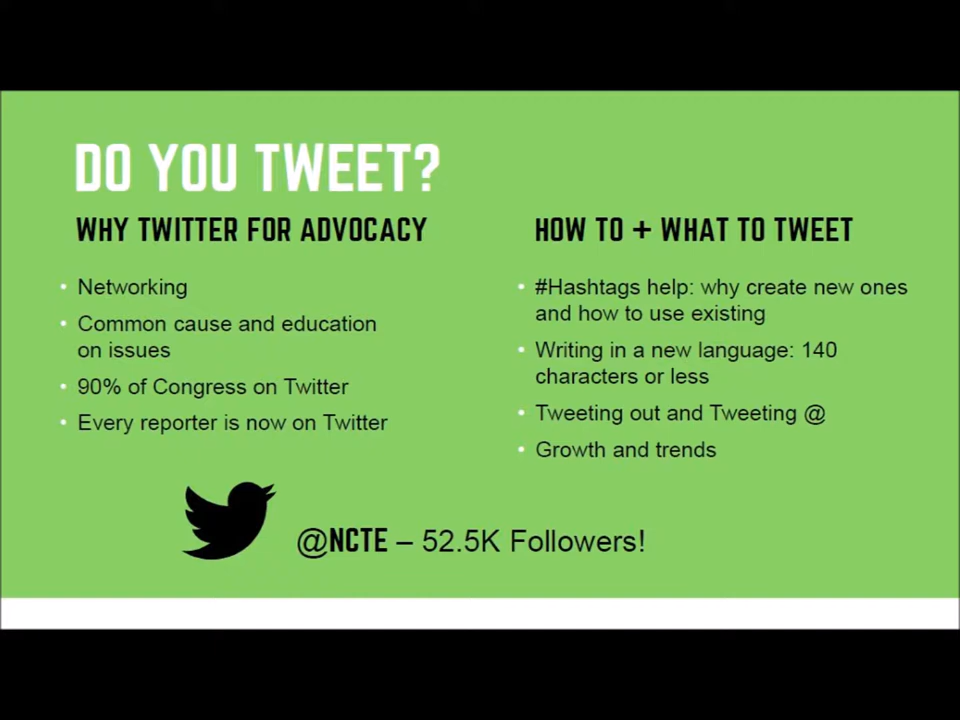 DO YOU TWEET?
WHY TWITTER FOR ADVOCACY
• Networking
• Common cause and education
on issues
• 90% of Congress on Twitter
• Every reporter is now on Twitter
HOW TO + WHAT TO TWEET
• #Hashtags help: why create new ones
and how to use existing
• Writing in a new language: 140
characters or less
• Tweeting out and Tweeting @
• Growth and trends
@NCTE – 52.5K Followers!